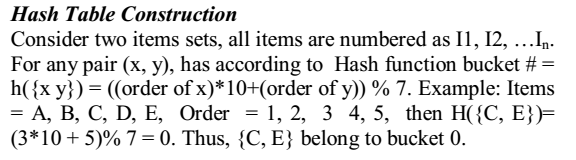 Hash Table Construction
Consider two items sets, all items are numbered as I1, I2, …In.
For any pair (x, y), has according to Hash function bucket # =
h({x y}) = ((order of x)*10+(order of y)) % 7. Example: Items
= A, B, C, D, E, Order = 1, 2, 3 4, 5, then H({C, E})=
(3*10 + 5)% 7 = 0. Thus, {C, E} belong to bucket 0.